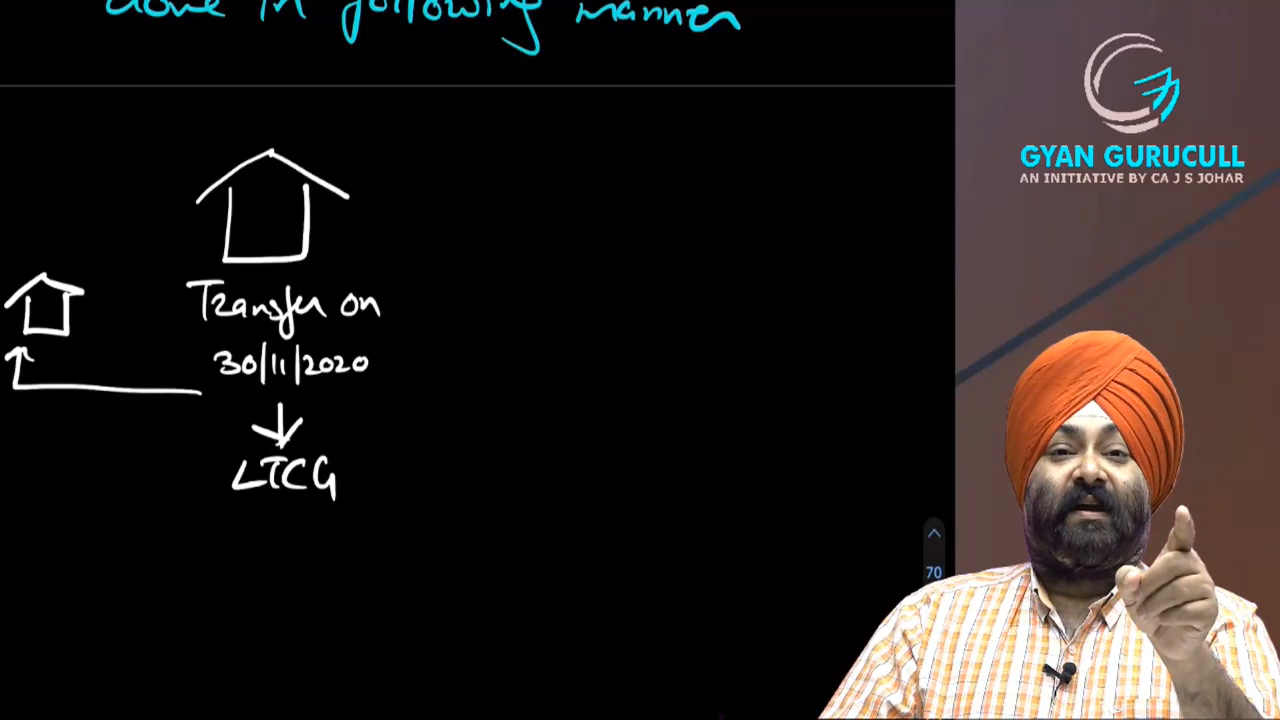 done in following manner
Transfer on
30/11/2020
LTCG
70
GYAN GURUCULL
AN INITIATIVE BY CA J S JOHAR